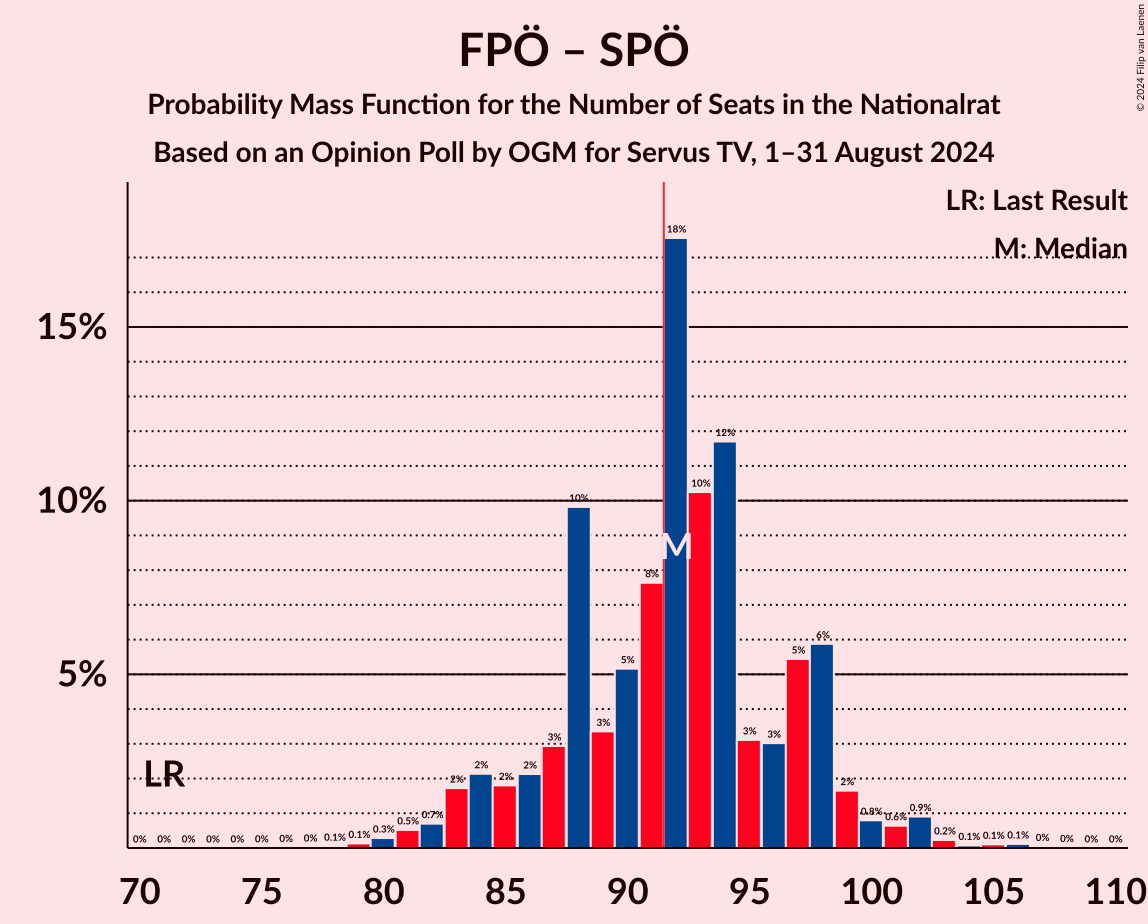 FPÖ – SPÖ
Probability Mass Function for the Number of Seats in the Nationalrat
Based on an Opinion Poll by OGM for Servus TV, 1–31 August 2024
© 2024 Filip van Laenen
LR: Last Result
M: Median
15%
10%
5%
LR
M
0% 0% 0% 0% 0% 0% 0% 0% 0.1% 0.1% 0.3% 0.5% 0.7% 2% 2% 2% 2% 3% 10% 3% 5% 8% 18% 10% 12% 3% 3% 5% 6% 2% 0.8% 0.6% 0.9% 0.2% 0.1% 0.1% 0.1% 0% 0% 0% 0%
70 75 80 85 90 95 100 105 110